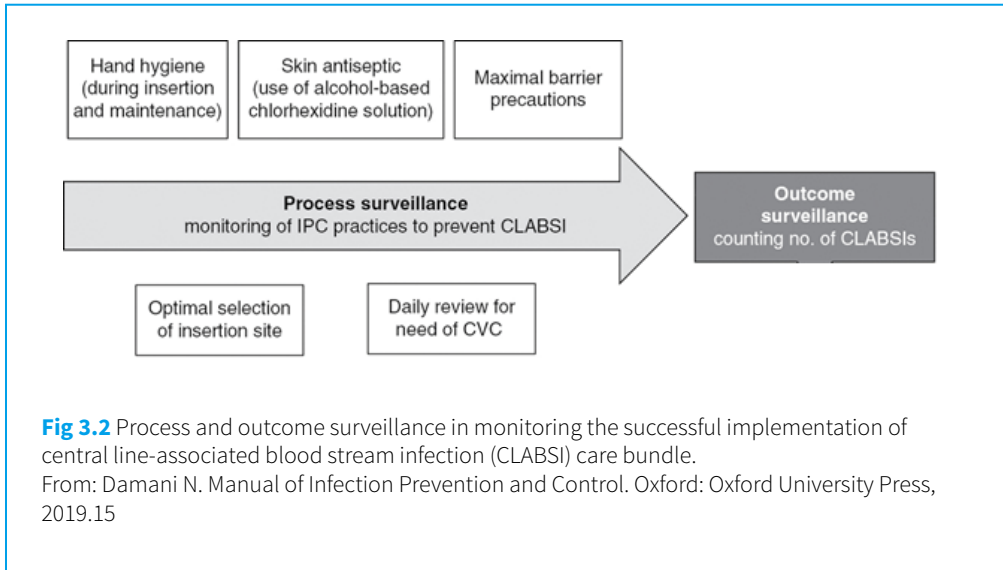 Hand hygiene
(during insertion
and maintenance)
Skin antiseptic
(use of alcohol-based
chlorhexidine solution)
Maximal barrier
precautions
Process surveillance
monitoring of IPC practices to prevent CLABSI
Outcome
surveillance
counting no. of CLABSIs
Optimal selection
of insertion site
Daily review for
need of CVC
Fig 3.2 Process and outcome surveillance in monitoring the successful implementation of
central line-associated blood stream infection (CLABSI) care bundle.
From: Damani N. Manual of Infection Prevention and Control. Oxford: Oxford University Press,
2019.15